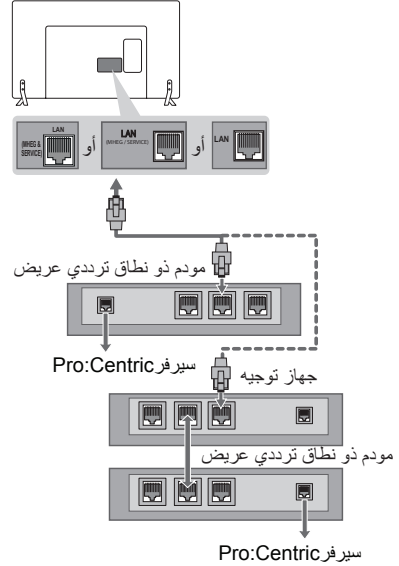 LAN
(MHEG &
SERVICE)
أو
LAN
(MHEG / SERVICE)
أو
LAN
مودم ذو نطاق ترددي عريض
سيرفرPro:Centric
جهاز توجيه
مودم ذو نطاق ترددي عريض
سيرفرPro:Centric